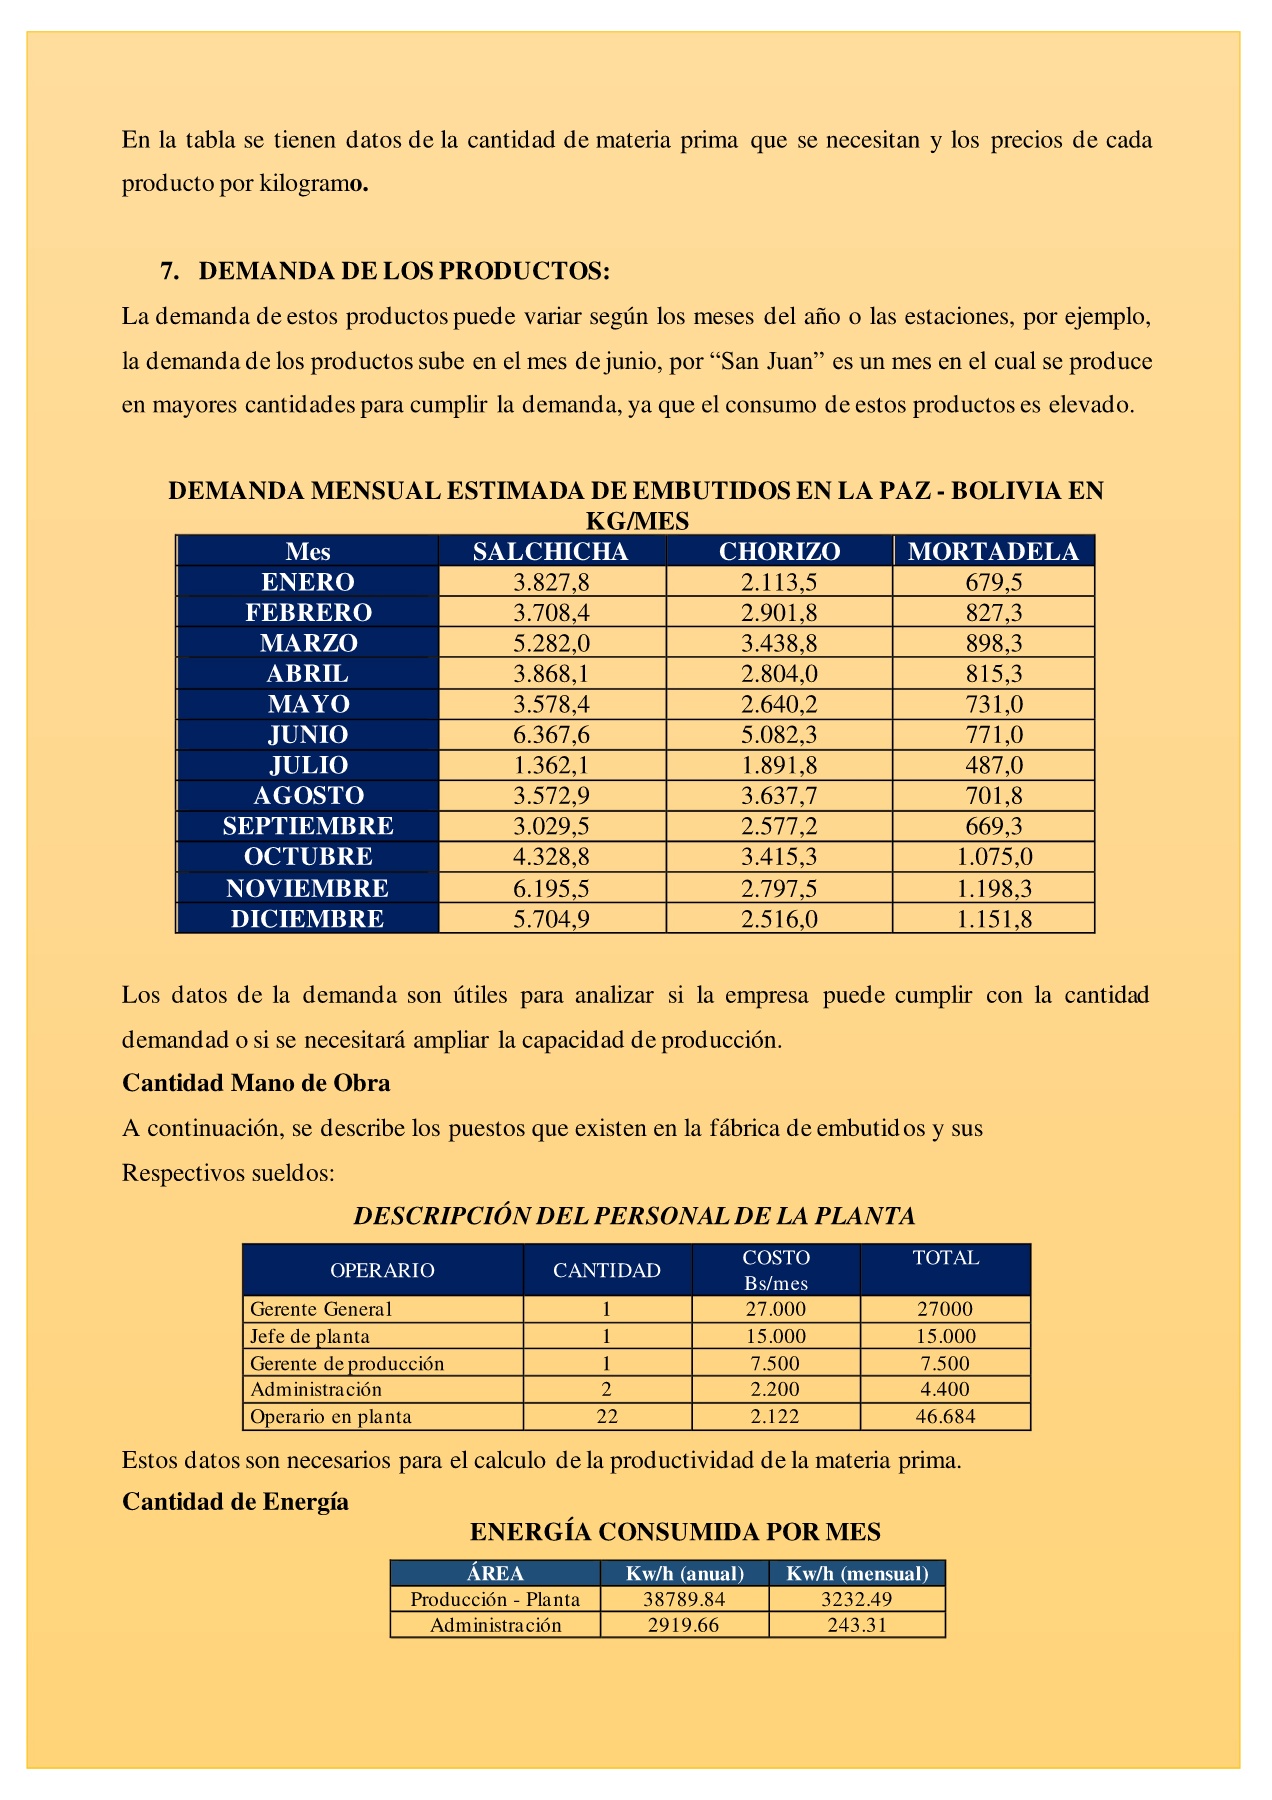 En la tabla se tienen datos de la cantidad de materia prima que se necesitan y los precios de cada
producto por kilogramo.
7. DEMANDA DE LOS PRODUCTOS:
La demanda de estos productos puede variar según los meses del año o las estaciones, por ejemplo,
la demanda de los productos sube en el mes de junio, por “San Juan” es un mes en el cual se produce
en mayores cantidades para cumplir la demanda, ya que el consumo de estos productos es elevado.
DEMANDA MENSUAL ESTIMADA DE EMBUTIDOS EN LA PAZ - BOLIVIA EN
KG/MES
Mes SALCHICHA CHORIZO MORTADELA
ENERO 3.827,8 2.113,5 679,5
FEBRERO 3.708,4 2.901,8 827,3
MARZO 5.282,0 3.438,8 898,3
ABRIL 3.868,1 2.804,0 815,3
MAYO 3.578,4 2.640,2 731,0
JUNIO 6.367,6 5.082,3 771,0
JULIO 1.362,1 1.891,8 487,0
AGOSTO 3.572,9 3.637,7 701,8
SEPTIEMBRE 3.029,5 2.577,2 669,3
OCTUBRE 4.328,8 3.415,3 1.075,0
NOVIEMBRE 6.195,5 2.797,5 1.198,3
DICIEMBRE 5.704,9 2.516,0 1.151,8
Los datos de la demanda son útiles para analizar si la empresa puede cumplir con la cantidad
demandad o si se necesitará ampliar la capacidad de producción.
Cantidad Mano de Obra
A continuación, se describe los puestos que existen en la fábrica de embutidos y sus
Respectivos sueldos:
DESCRIPCIÓN DEL PERSONAL DE LA PLANTA
OPERARIO CANTIDAD COSTO Bs/mes TOTAL
Gerente General 1 27.000 27000
Jefe de planta 1 15.000 15.000
Gerente de producción 1 7.500 7.500
Administración 2 2.200 4.400
Operario en planta 22 2.122 46.684
Estos datos son necesarios para el calculo de la productividad de la materia prima.
Cantidad de Energía
ENERGÍA CONSUMIDA POR MES
ÁREA Kw/h (anual) Kw/h (mensual)
Producción - Planta 38789.84 3232.49
Administración 2919.66 243.31